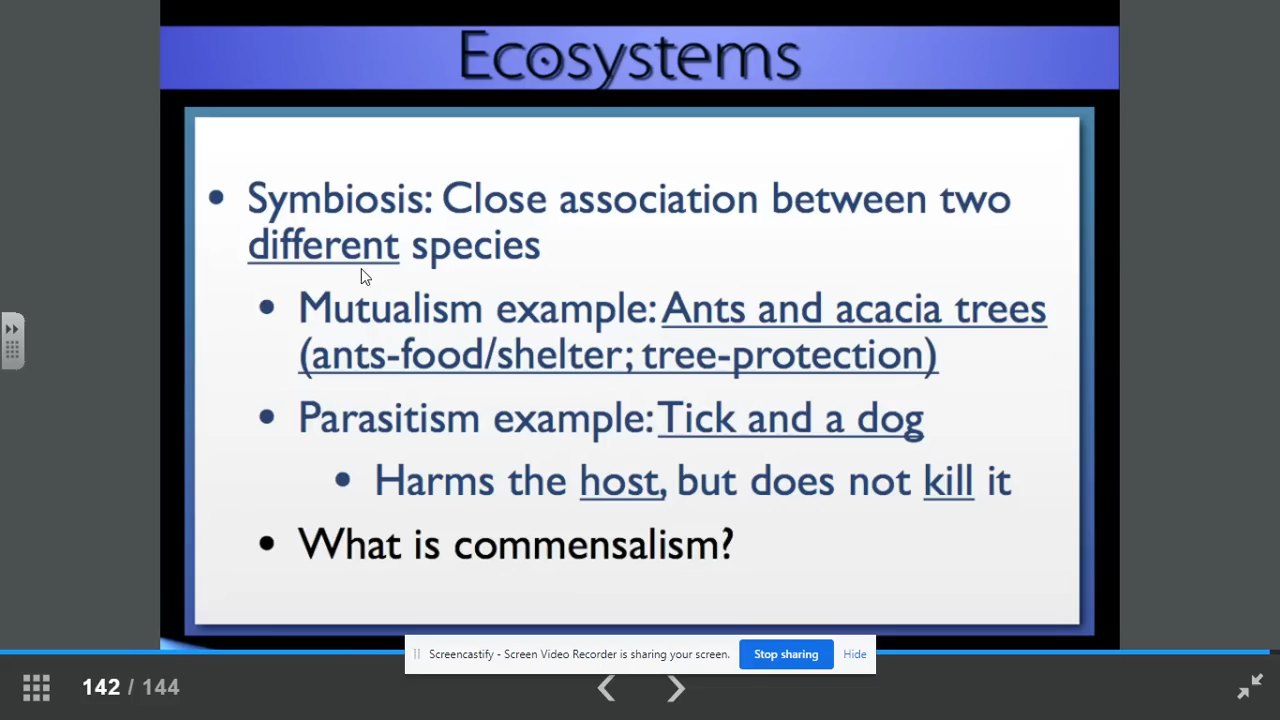 Ecosystems
• Symbiosis: Close association between two
different species
• Mutualism example: Ants and acacia trees
(ants-food/shelter; tree-protection)
• Parasitism example: Tick and a dog
• Harms the host, but does not kill it
• What is commensalism?
Screencastify - Screen Video Recorder is sharing your screen. Stop sharing Hide
142 / 144